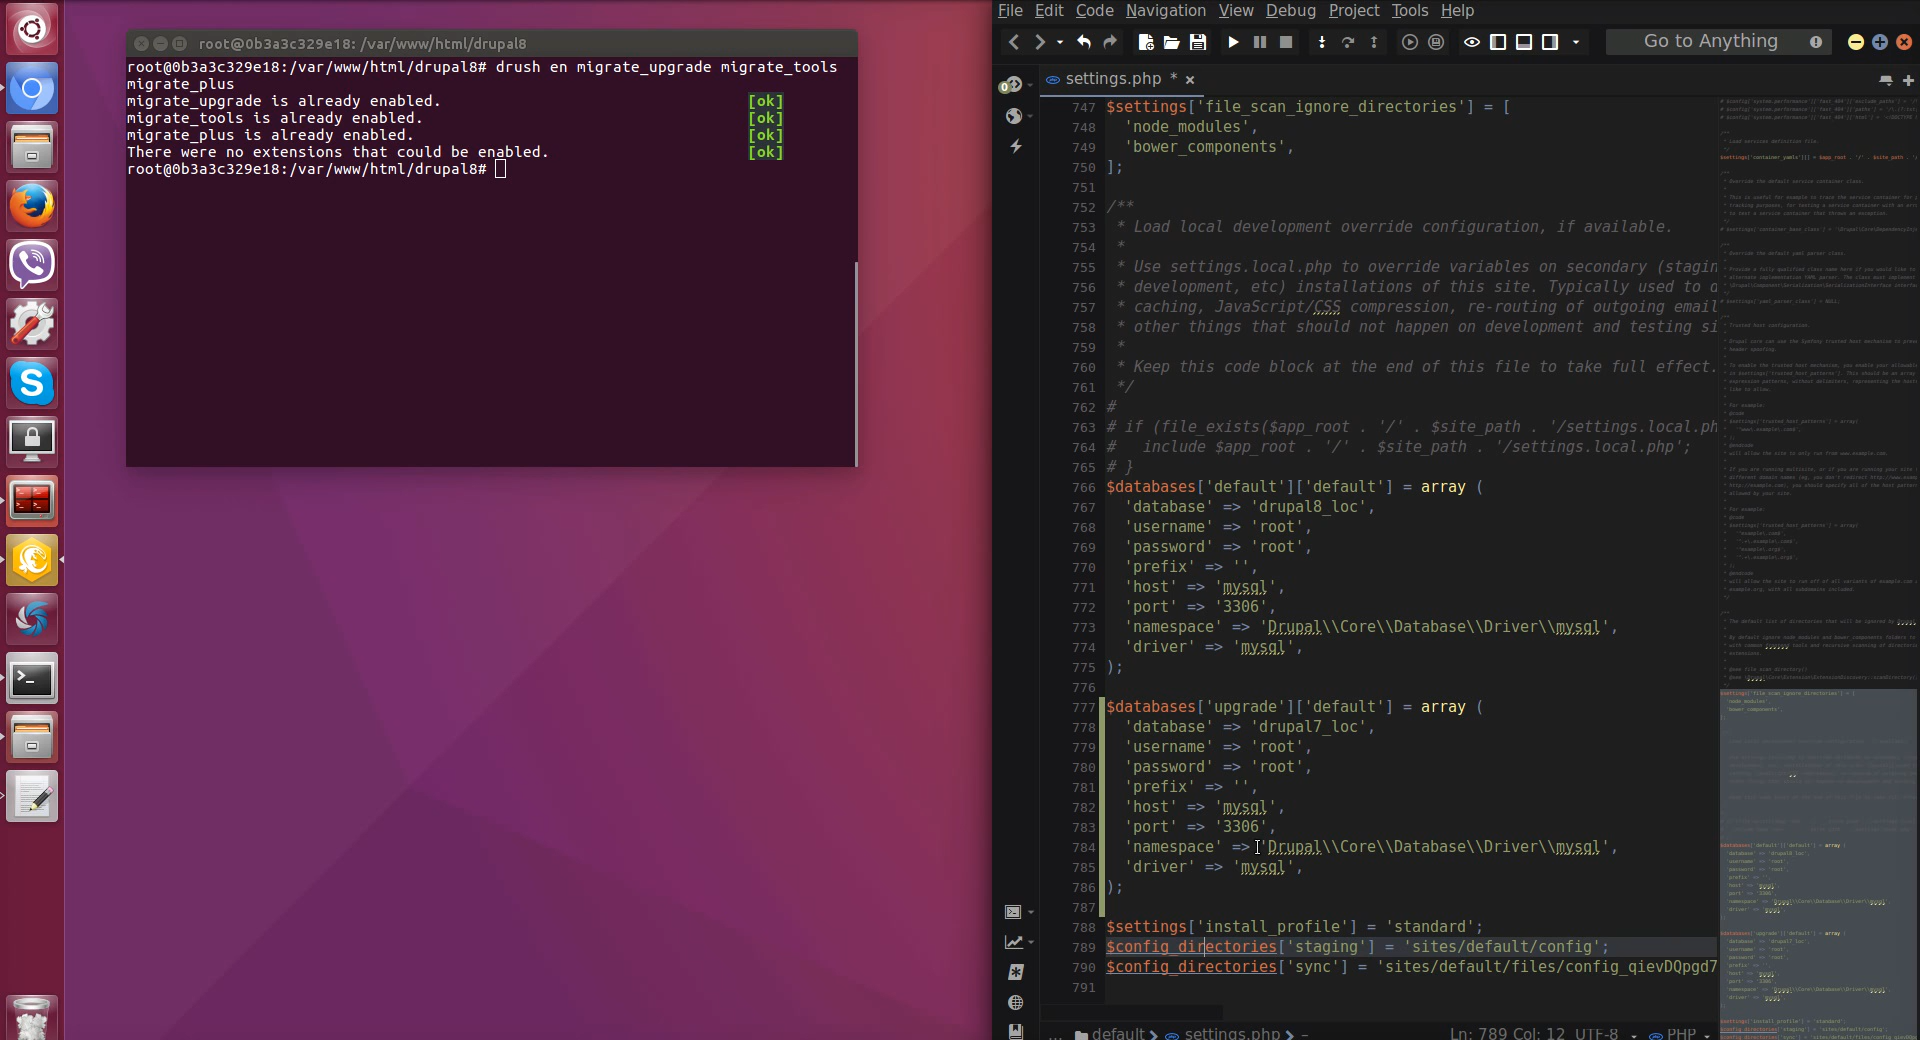 root@0b3a3c329e18: /var/www/html/drupal8
root@0b3a3c329e18:/var/www/html/drupal8# drush en migrate_upgrade migrate_tools
migrate_plus
migrate_upgrade is already enabled. [ok]
migrate_tools is already enabled. [ok]
migrate_plus is already enabled. [ok]
There were no extensions that could be enabled. [ok]
root@0b3a3c329e18:/var/www/html/drupal8#
File Edit Code Navigation View Debug Project Tools Help
Go to Anything
settings.php *
747 $settings['file_scan_ignore_directories'] = [
748 'node_modules',
749 'bower_components',
750 ];
751
752 /**
753 * Load local development override configuration, if available.
754 *
755 * Use settings.local.php to override variables on secondary (stagin
756 * development, etc) installations of this site. Typically used to d
757 * caching, JavaScript/CSS compression, re-routing of outgoing email
758 * other things that should not happen on development and testing si
759 *
760 * Keep this code block at the end of this file to take full effect.
761 */
762 #
763 # if (file_exists($app_root . '/' . $site_path . '/settings.local.ph
764 #   include $app_root . '/' . $site_path . '/settings.local.php';
765 # }
766 $databases['default']['default'] = array (
767 'database' => 'drupal8_loc',
768 'username' => 'root',
769 'password' => 'root',
770 'prefix' => '',
771 'host' => 'mysql',
772 'port' => '3306',
773 'namespace' => 'Drupal\\Core\\Database\\Driver\\mysql',
774 'driver' => 'mysql',
775 );
776
777 $databases['upgrade']['default'] = array (
778 'database' => 'drupal7_loc',
779 'username' => 'root',
780 'password' => 'root',
781 'prefix' => '',
782 'host' => 'mysql',
783 'port' => '3306',
784 'namespace' => 'Drupal\\Core\\Database\\Driver\\mysql',
785 'driver' => 'mysql',
786 );
787
788 $settings['install_profile'] = 'standard';
789 $config_directories['staging'] = 'sites/default/config';
790 $config_directories['sync'] = 'sites/default/files/config_qievDQpgd7
791
... default settings.php – Ln: 789 Col: 12 UTF-8 PHP